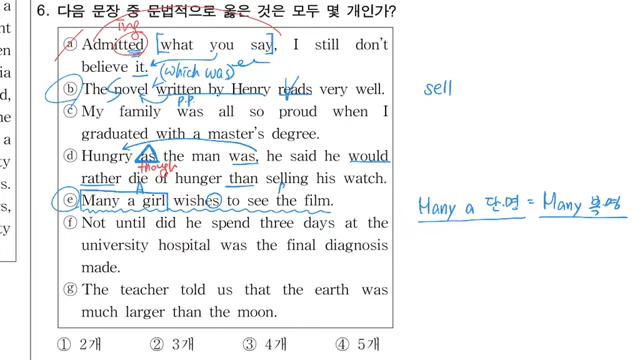 6. 다음 문장 중 문법적으로 옳은 것은 모두 몇 개인가?
ing
ⓐ Admitted [what you say], I still don't
believe it. (which was)
ⓑ The novel written by Henry reads very well.
sell
p.p.
ⓒ My family was all so proud when I
graduated with a master's degree.
ⓓ Hungry as the man was, he said he would
though
rather die of hunger than selling his watch.
ⓔ Many a girl wishes to see the film.
Many a 단명 = Many 복명
ⓕ Not until did he spend three days at the
university hospital was the final diagnosis
made.
ⓖ The teacher told us that the earth was
much larger than the moon.
① 2개 ② 3개 ③ 4개 ④ 5개
a
en
ia
d,
e
a
ty
s.
s,
ty